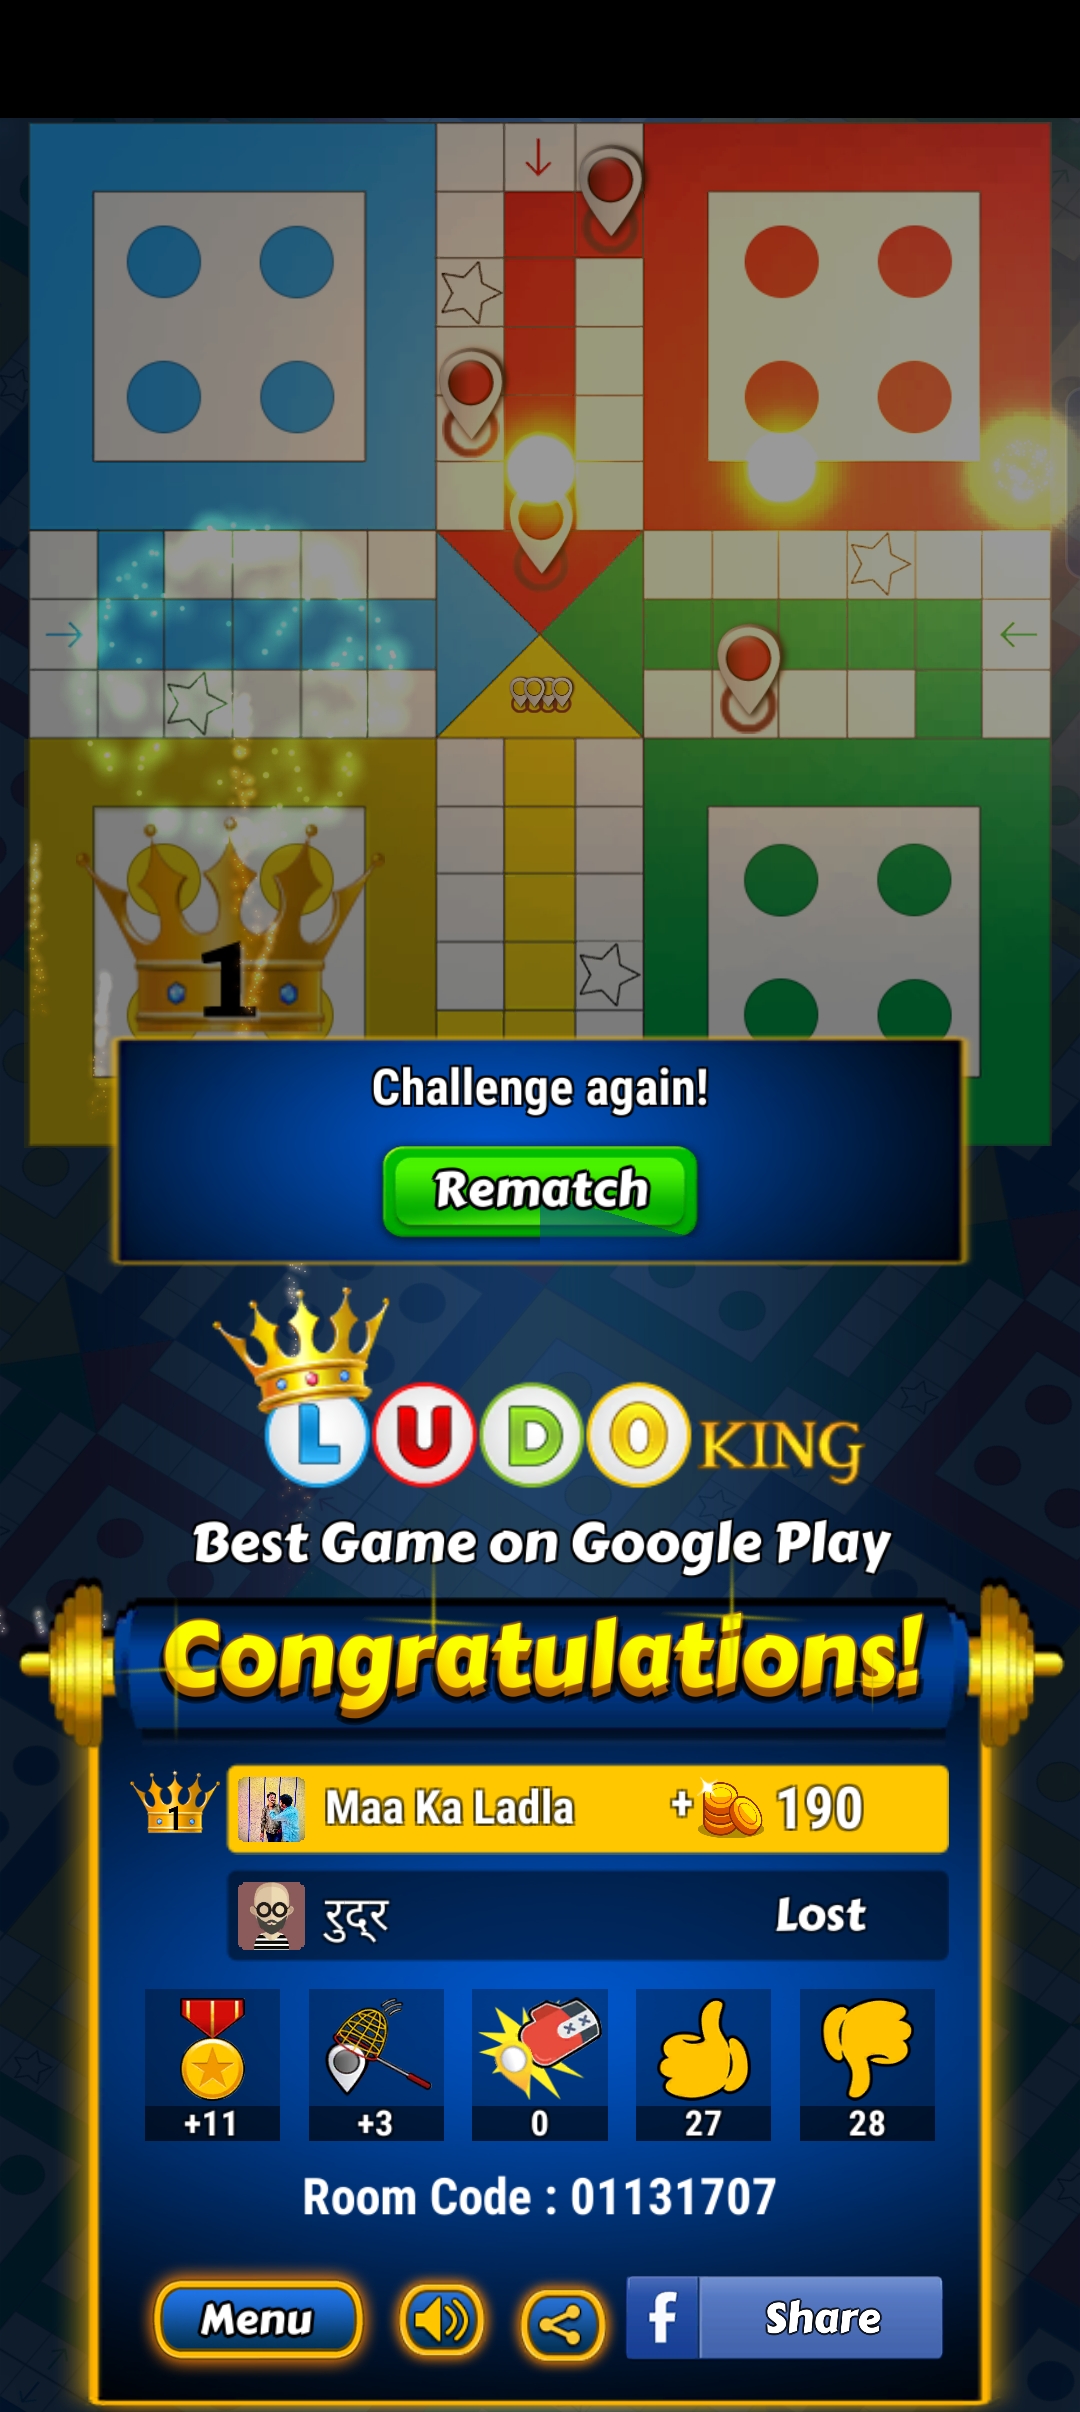 1
Challenge again!
Rematch
LUDO KING
Best Game on Google Play
Congratulations!
1 Maa Ka Ladla + 190
रुद्र Lost
+11 +3 0 27 28
Room Code : 01131707
Menu f Share